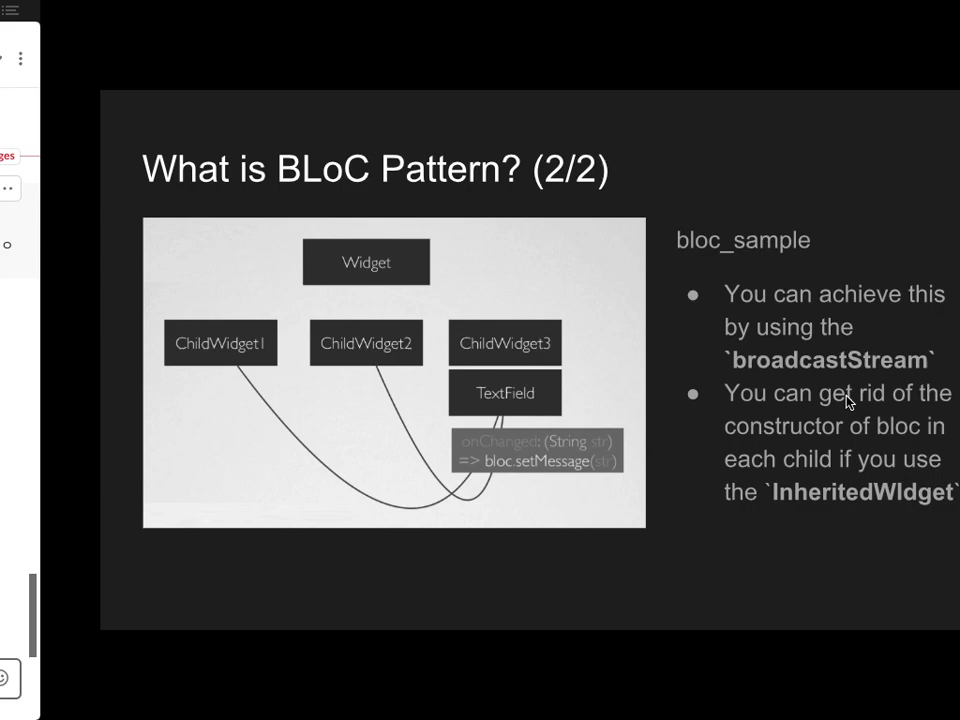 ges
What is BLoC Pattern? (2/2)
Widget
ChildWidget1
ChildWidget2
ChildWidget3
TextField
onChanged: (String str)
=> bloc.setMessage(str)
bloc_sample
● You can achieve this
by using the
`broadcastStream`
● You can get rid of the
constructor of bloc in
each child if you use
the `InheritedWIdget`